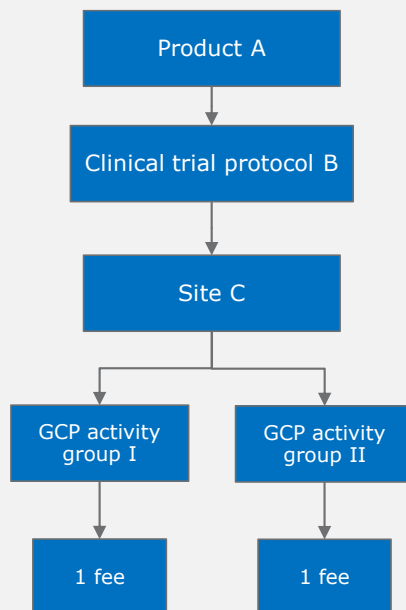 Product A
Clinical trial protocol B
Site C
GCP activity
group I
GCP activity
group II
1 fee
1 fee